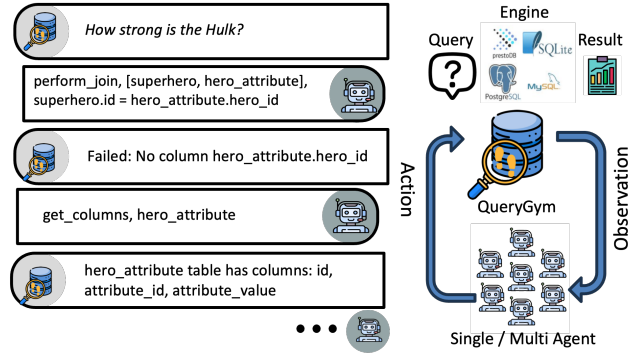 How strong is the Hulk?
perform_join, [superhero, hero_attribute],
superhero.id = hero_attribute.hero_id
Failed: No column hero_attribute.hero_id
get_columns, hero_attribute
hero_attribute table has columns: id,
attribute_id, attribute_value
Engine
Query
Result
prestoDB
SQLite
PostgreSQL
MySQL
?
Action
Observation
QueryGym
Single / Multi Agent